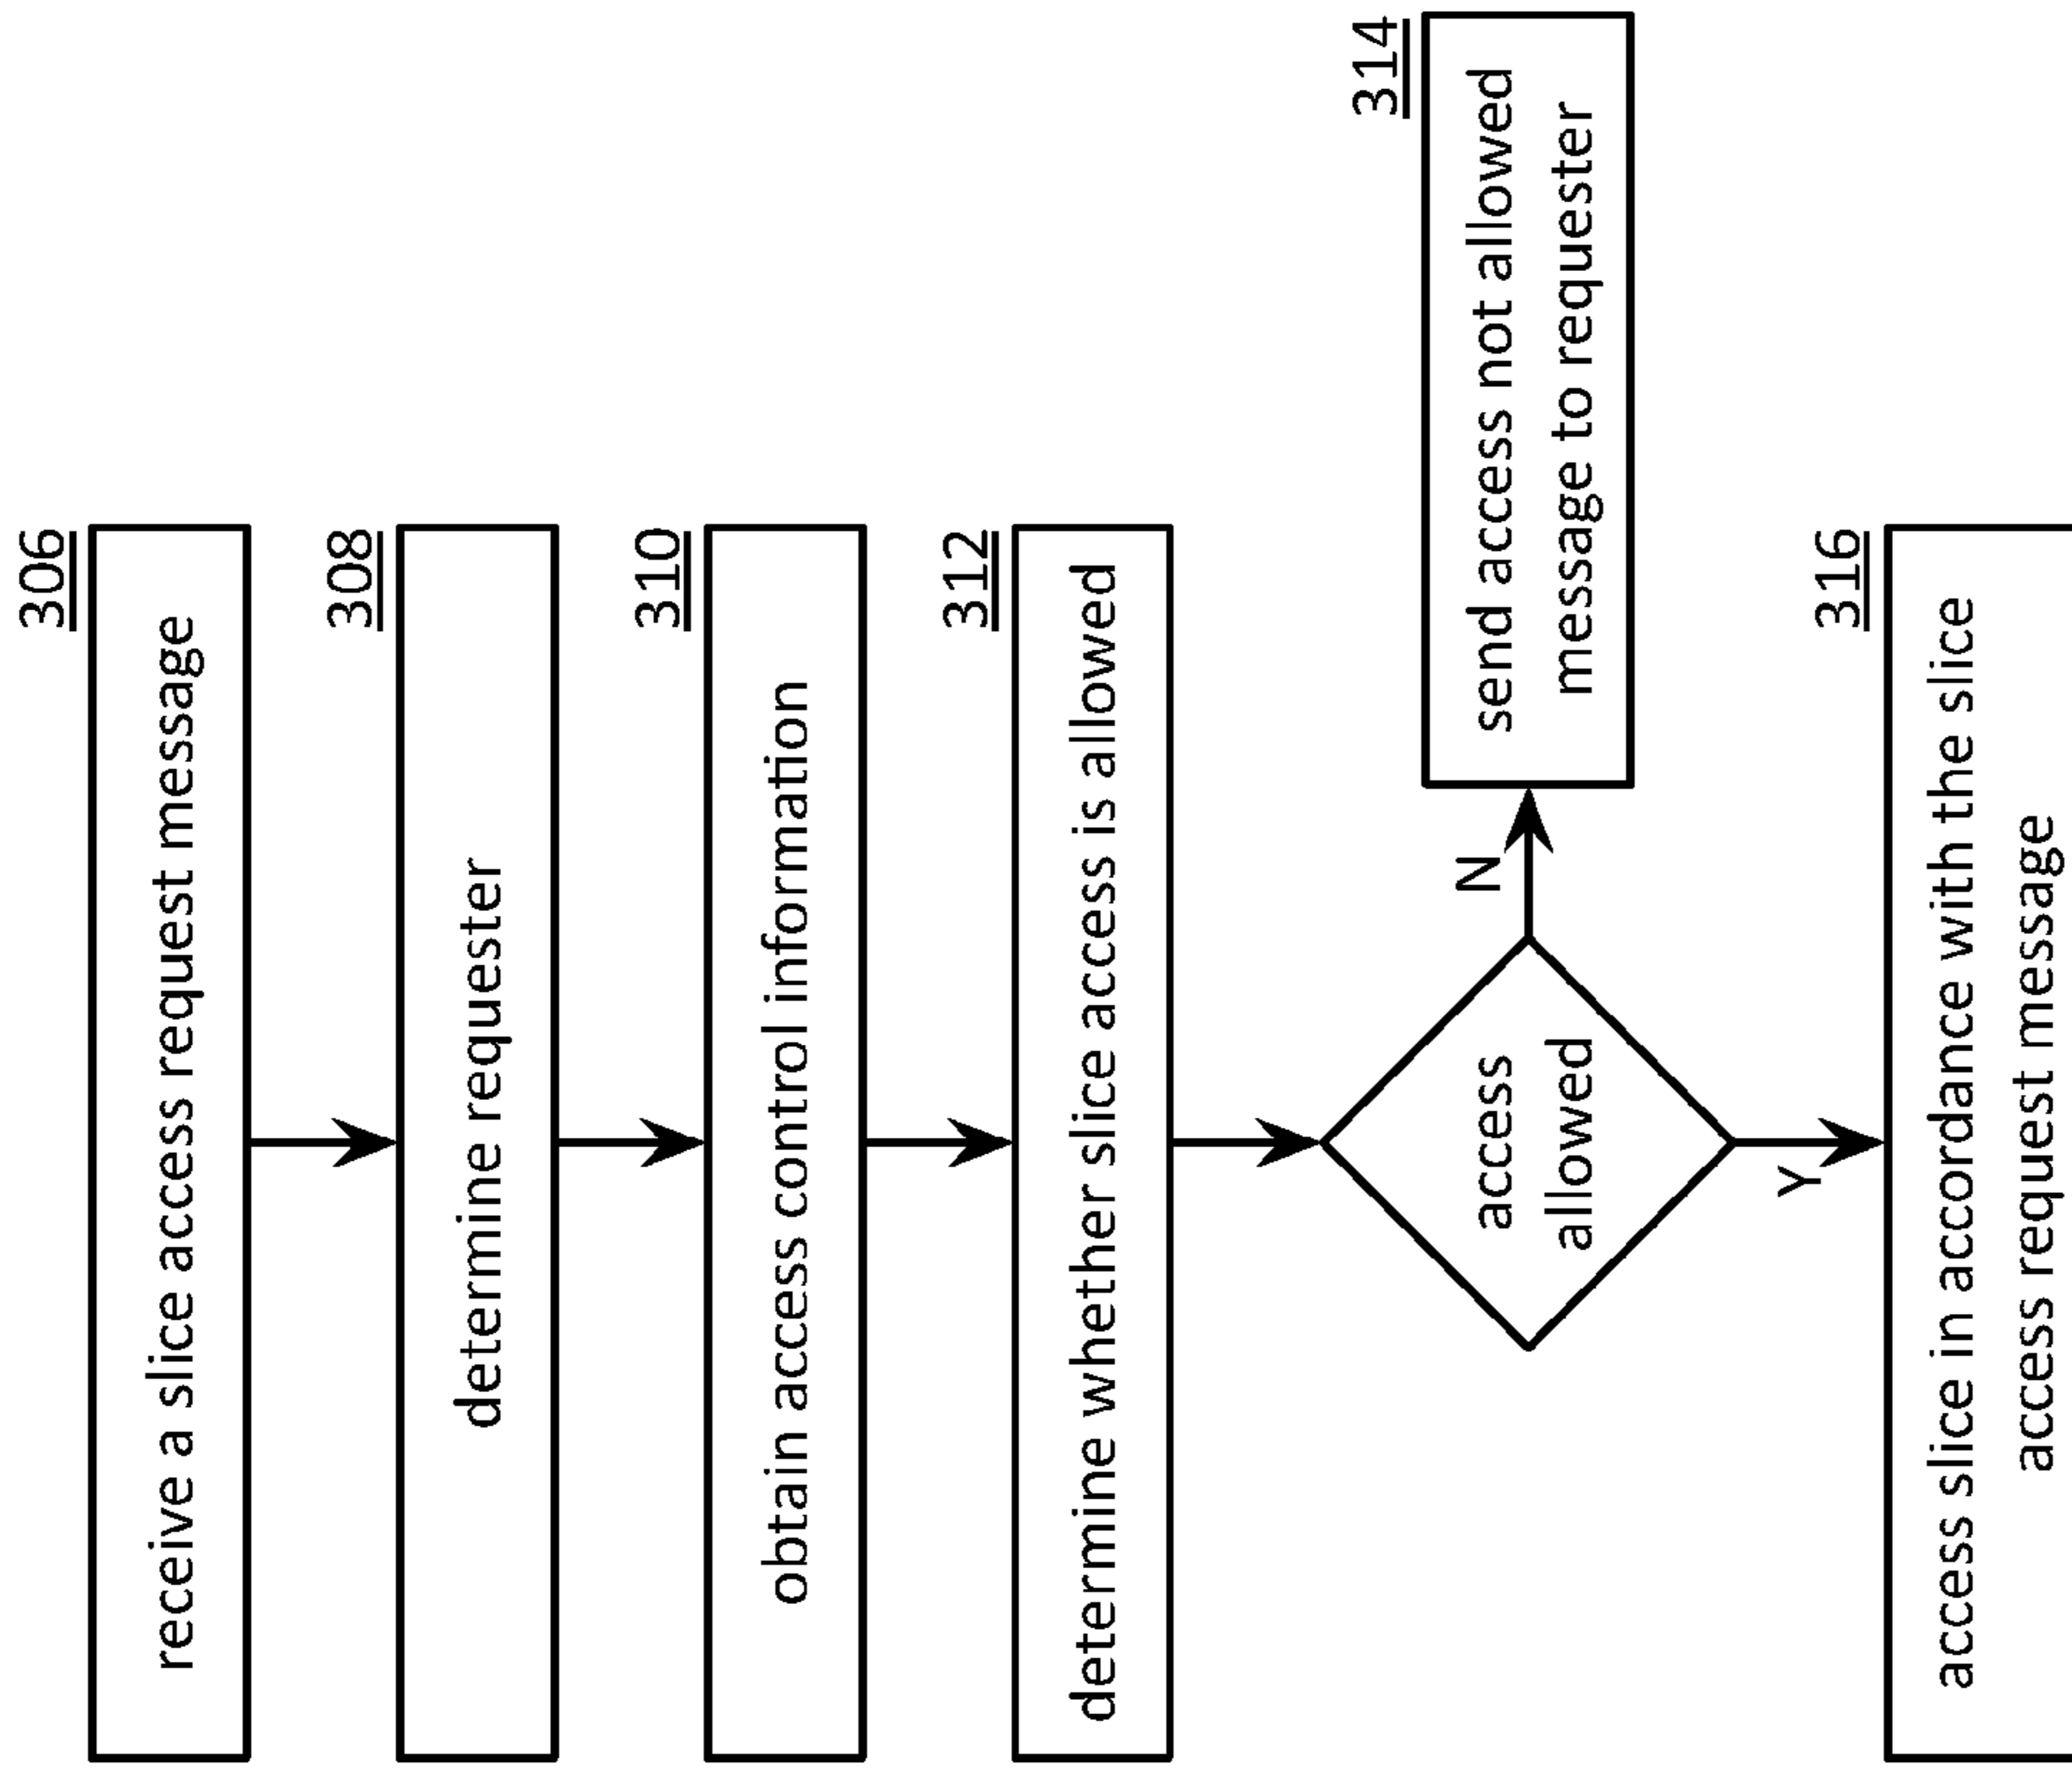 306
receive a slice access request message
308
determine requester
310
obtain access control information
312
determine whether slice access is allowed
access
allowed
N
314
send access not allowed
message to requester
Y
316
access slice in accordance with the slice
access request message